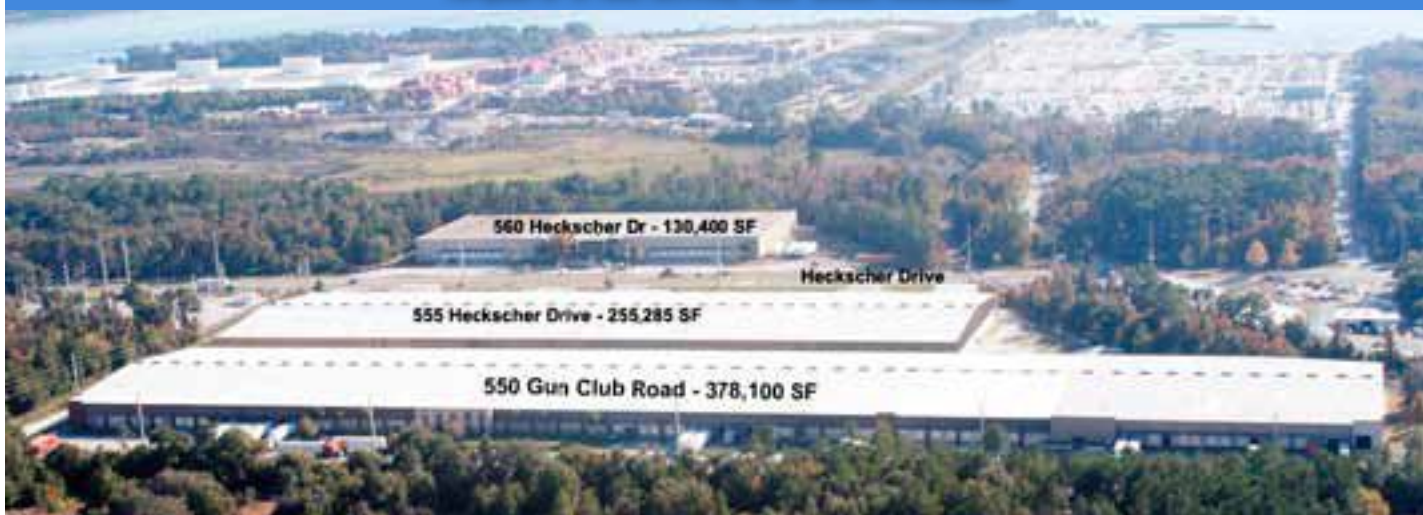 560 Heckscher Dr - 130,400 SF
Heckscher Drive
555 Heckscher Drive - 255,285 SF
550 Gun Club Road - 378,100 SF